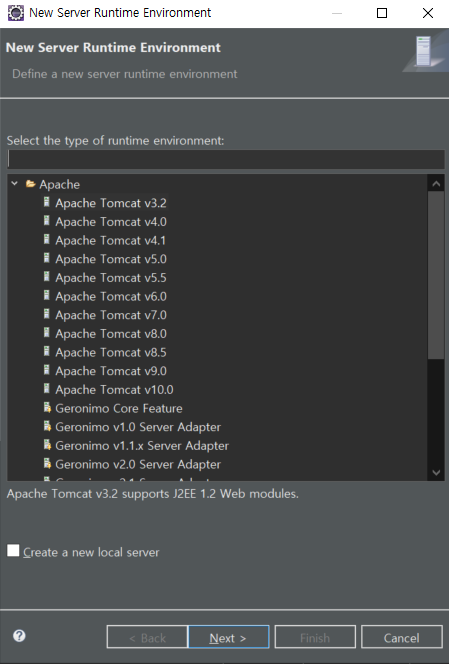 New Server Runtime Environment
New Server Runtime Environment
Define a new server runtime environment
Select the type of runtime environment:
Apache
Apache Tomcat v3.2
Apache Tomcat v4.0
Apache Tomcat v4.1
Apache Tomcat v5.0
Apache Tomcat v5.5
Apache Tomcat v6.0
Apache Tomcat v7.0
Apache Tomcat v8.0
Apache Tomcat v8.5
Apache Tomcat v9.0
Apache Tomcat v10.0
Geronimo Core Feature
Geronimo v1.0 Server Adapter
Geronimo v1.1.x Server Adapter
Geronimo v2.0 Server Adapter
Apache Tomcat v3.2 supports J2EE 1.2 Web modules.
Create a new local server
? < Back Next > Finish Cancel